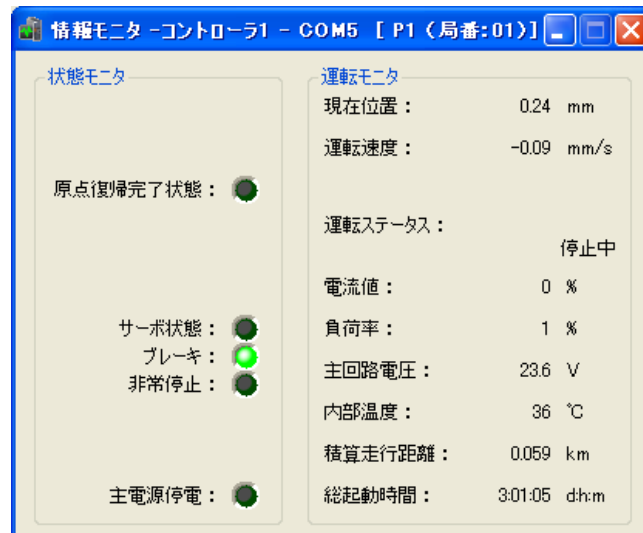 情報モニタ -コントローラ1 - COM5 [ P1 (局番:01)]
状態モニタ
原点復帰完了状態：
サーボ状態：
ブレーキ：
非常停止：
主電源停電：
運転モニタ
現在位置： 0.24 mm
運転速度： -0.09 mm/s
運転ステータス：
停止中
電流値： 0 %
負荷率： 1 %
主回路電圧： 23.6 V
内部温度： 36 ℃
積算走行距離： 0.059 km
総起動時間： 3:01:05 d:h:m